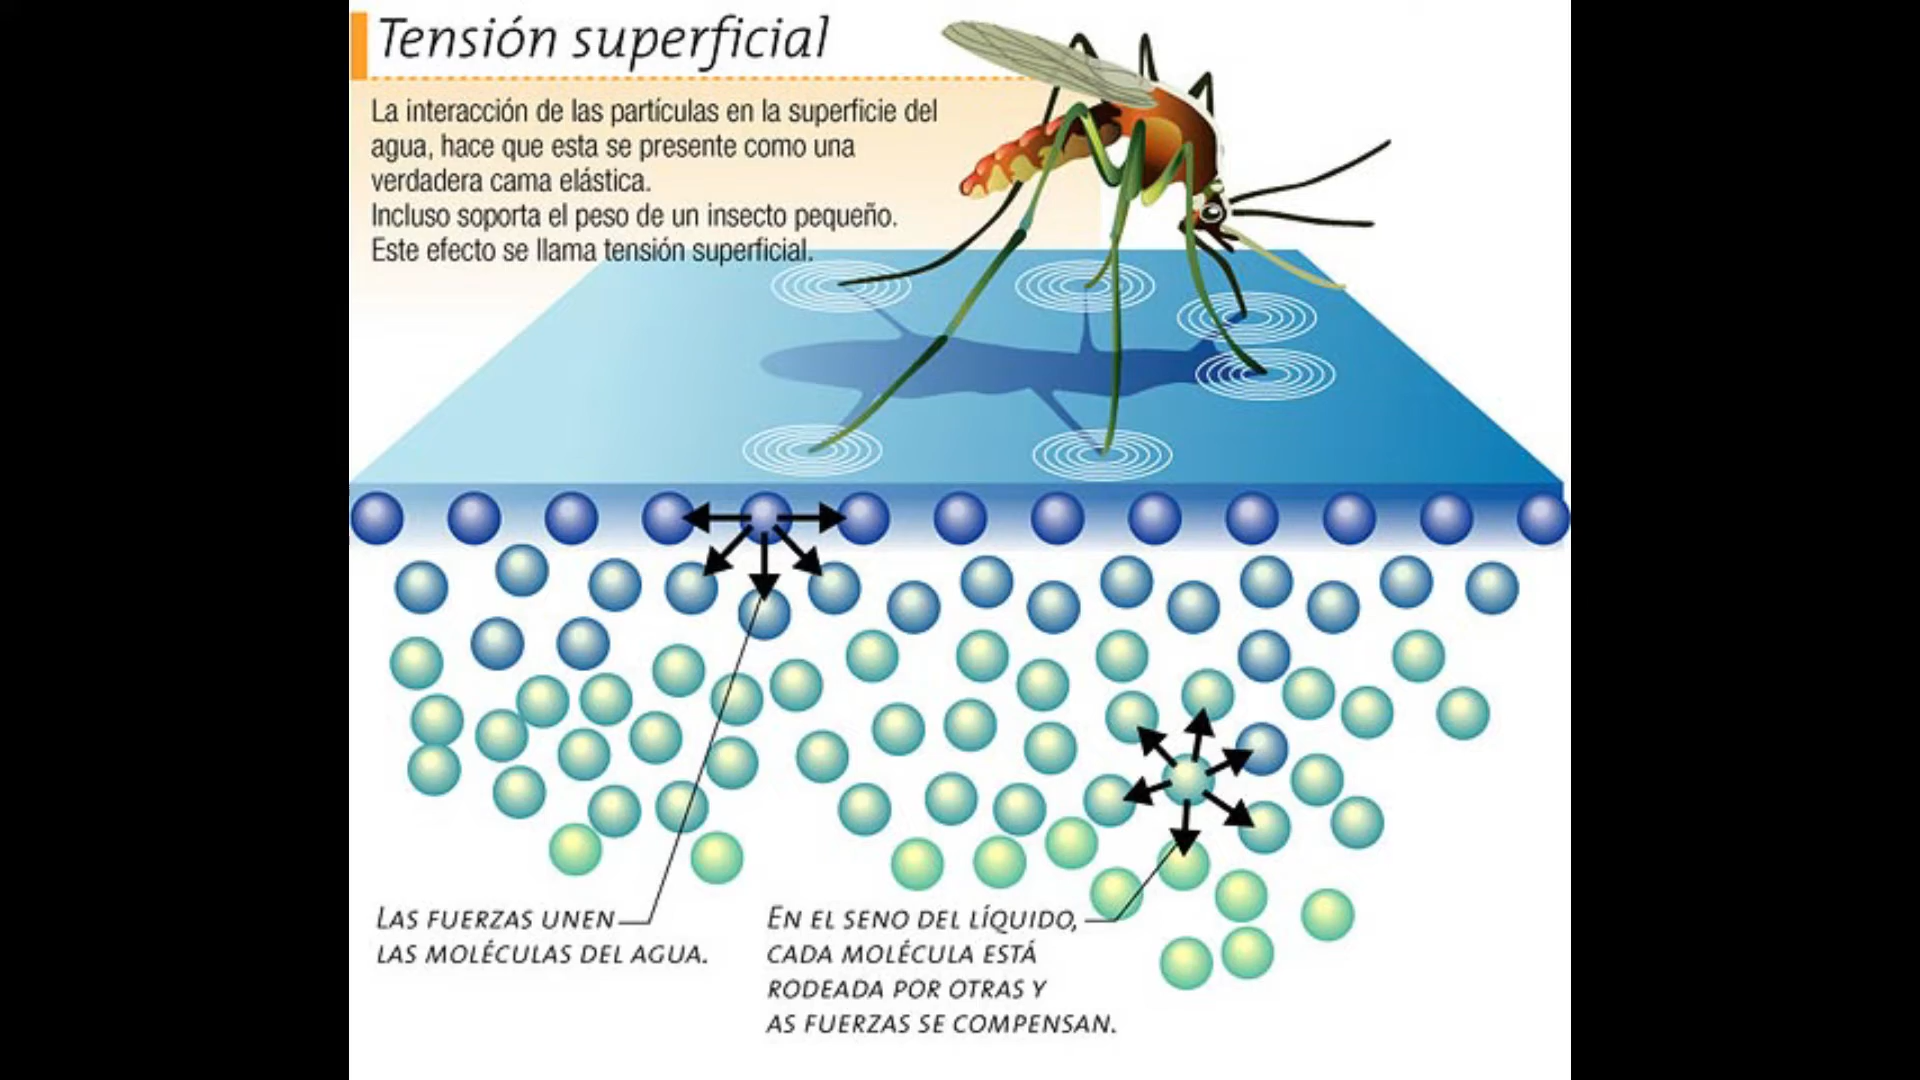 Tensión superficial
La interacción de las partículas en la superficie del
agua, hace que esta se presente como una
verdadera cama elástica.
Incluso soporta el peso de un insecto pequeño.
Este efecto se llama tensión superficial.
LAS FUERZAS UNEN
LAS MOLÉCULAS DEL AGUA.
EN EL SENO DEL LÍQUIDO,
CADA MOLÉCULA ESTÁ
RODEADA POR OTRAS Y
AS FUERZAS SE COMPENSAN.